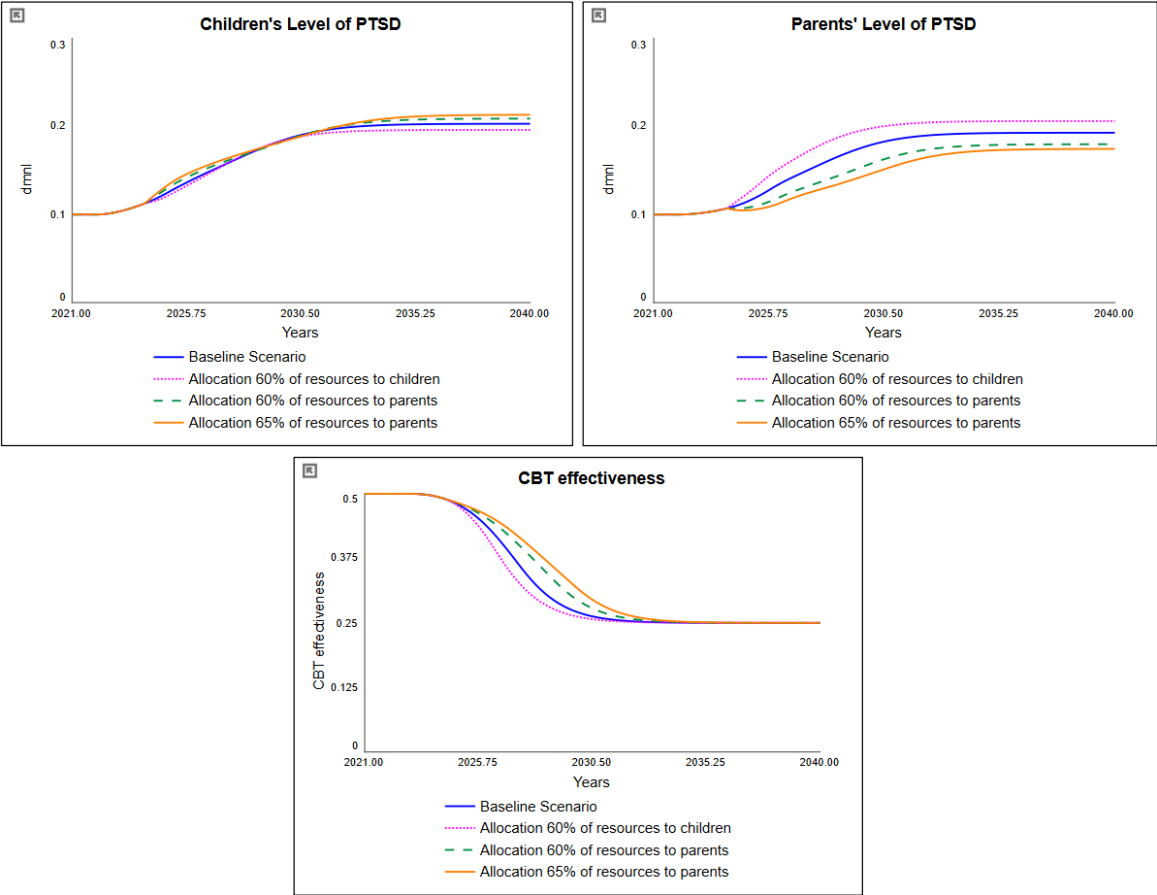 Children's Level of PTSD
0.3
0.2
0.1
0
dmnl
2021.00 2025.75 2030.50 2035.25 2040.00
Years
Baseline Scenario
Allocation 60% of resources to children
Allocation 60% of resources to parents
Allocation 65% of resources to parents
Parents' Level of PTSD
0.3
0.2
0.1
0
dmnl
2021.00 2025.75 2030.50 2035.25 2040.00
Years
Baseline Scenario
Allocation 60% of resources to children
Allocation 60% of resources to parents
Allocation 65% of resources to parents
CBT effectiveness
0.5
0.375
0.25
0.125
0
CBT effectiveness
2021.00 2025.75 2030.50 2035.25 2040.00
Years
Baseline Scenario
Allocation 60% of resources to children
Allocation 60% of resources to parents
Allocation 65% of resources to parents